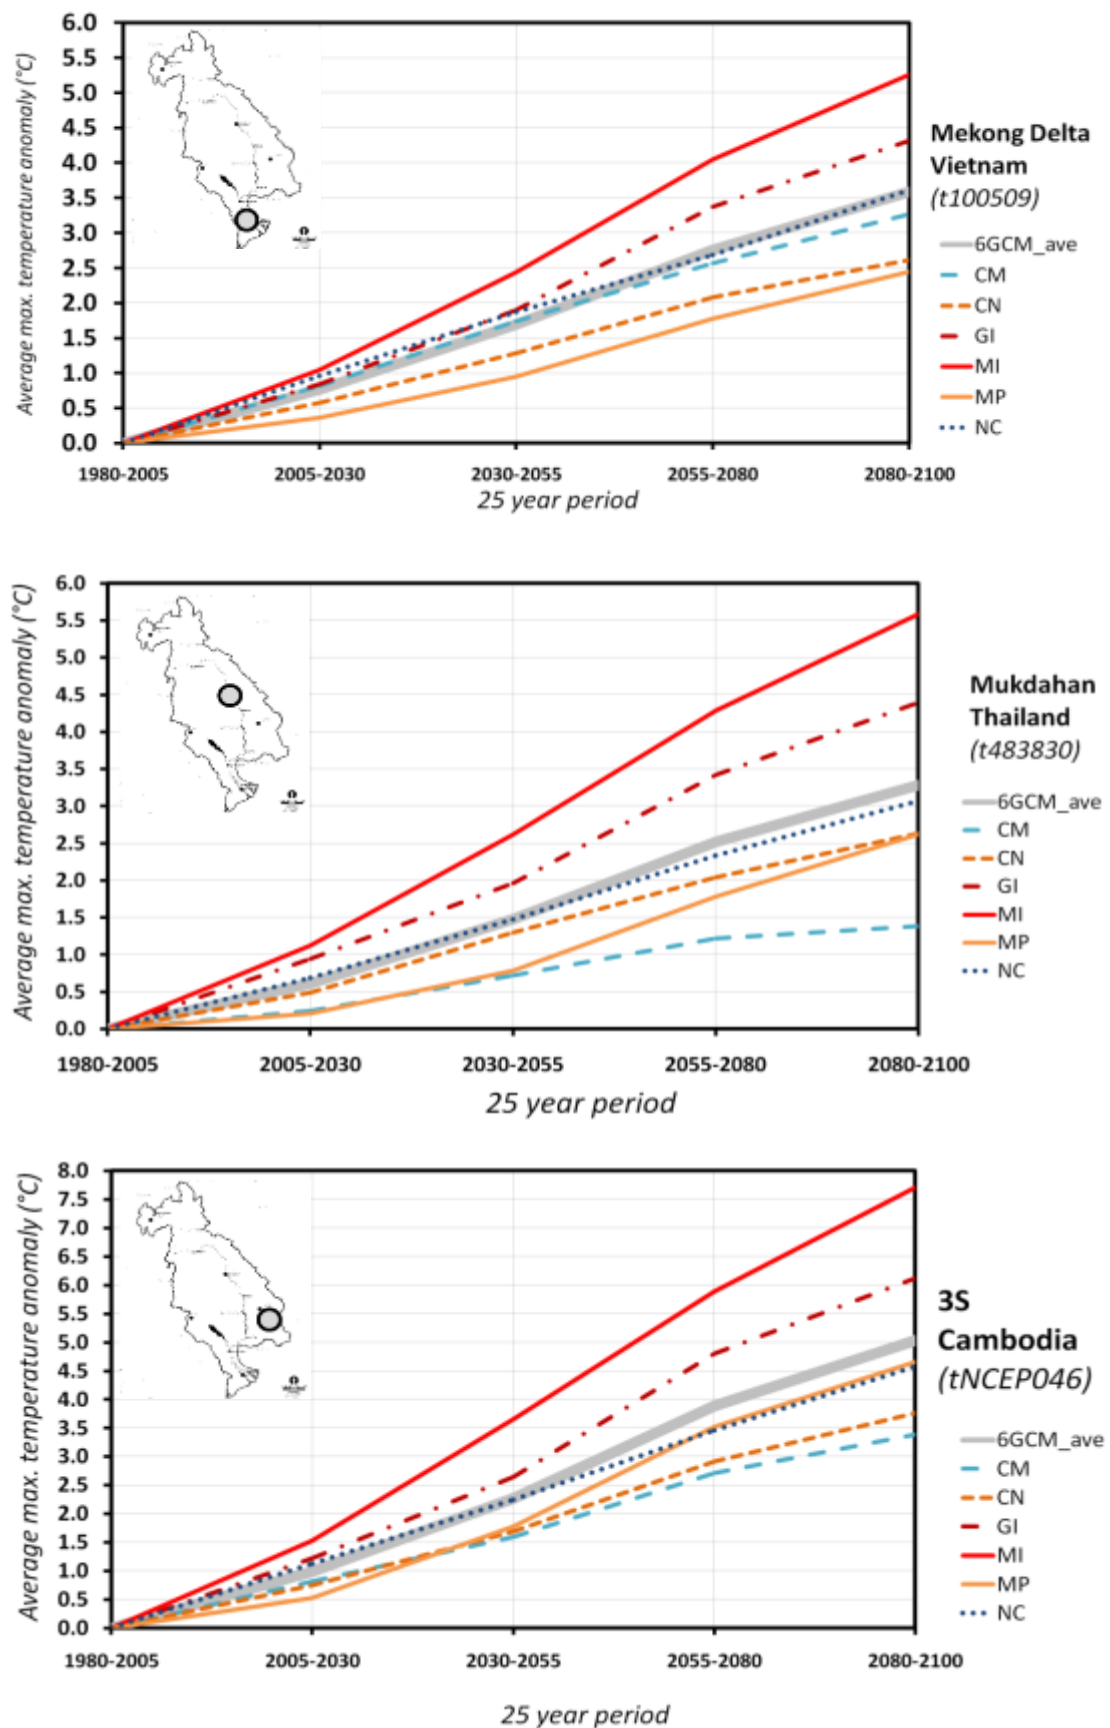 Average max. temperature anomaly (°C)
6.0
5.5
5.0
4.5
4.0
3.5
3.0
2.5
2.0
1.5
1.0
0.5
0.0
1980-2005
2005-2030
2030-2055
2055-2080
2080-2100
25 year period
Mekong Delta
Vietnam
(t100509)
6GCM_ave
CM
CN
GI
MI
MP
NC
Average max. temperature anomaly (°C)
6.0
5.5
5.0
4.5
4.0
3.5
3.0
2.5
2.0
1.5
1.0
0.5
0.0
1980-2005
2005-2030
2030-2055
2055-2080
2080-2100
25 year period
Mukdahan
Thailand
(t483830)
6GCM_ave
CM
CN
GI
MI
MP
NC
Average max. temperature anomaly (°C)
8.0
7.5
7.0
6.5
6.0
5.5
5.0
4.5
4.0
3.5
3.0
2.5
2.0
1.5
1.0
0.5
0.0
1980-2005
2005-2030
2030-2055
2055-2080
2080-2100
25 year period
3S
Cambodia
(tNCEP046)
6GCM_ave
CM
CN
GI
MI
MP
NC